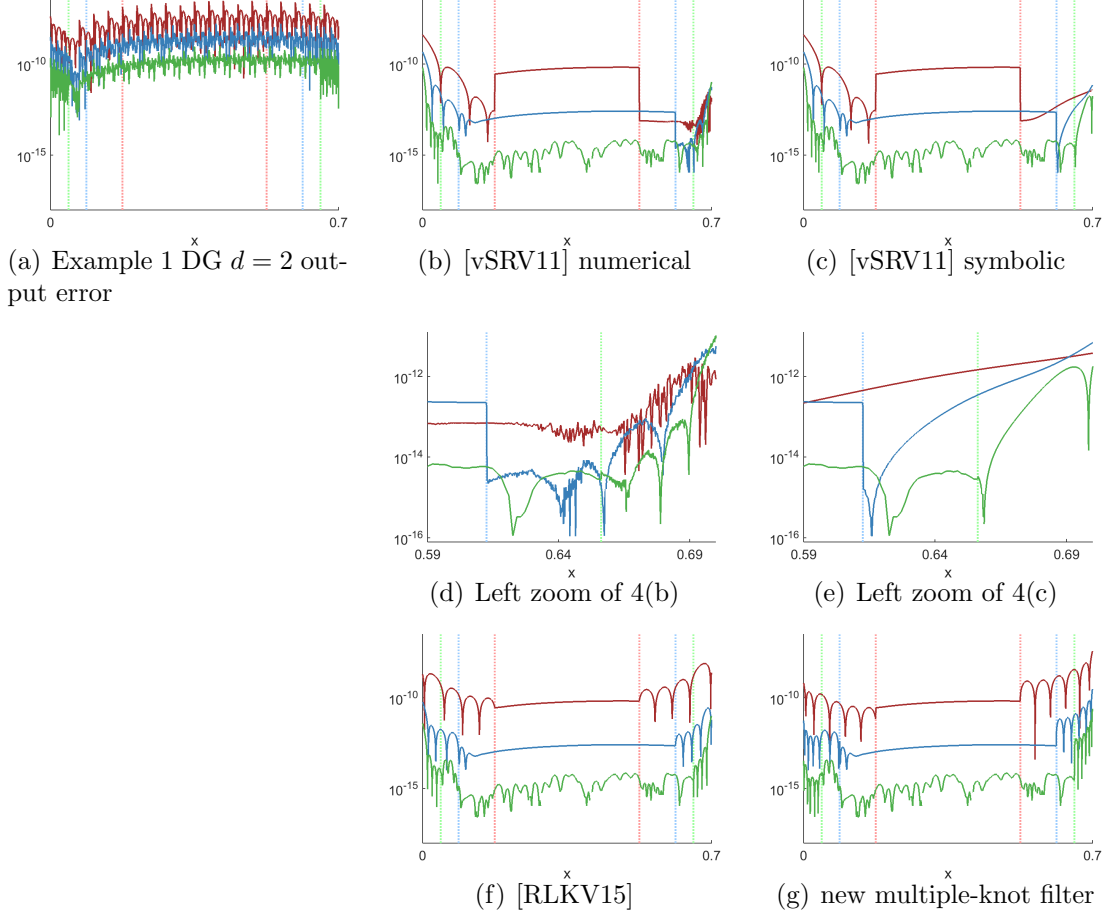 10-10
10-15
0
0.7
x
(a) Example 1 DG d = 2 out-
put error
10-10
10-15
0
0.7
x
(b) [vSRV11] numerical
10-10
10-15
0
0.7
x
(c) [vSRV11] symbolic
10-12
10-14
10-16
0.59
0.64
0.69
x
(d) Left zoom of 4(b)
10-12
10-14
10-16
0.59
0.64
0.69
x
(e) Left zoom of 4(c)
10-10
10-15
0
0.7
x
(f) [RLKV15]
10-10
10-15
0
0.7
x
(g) new multiple-knot filter